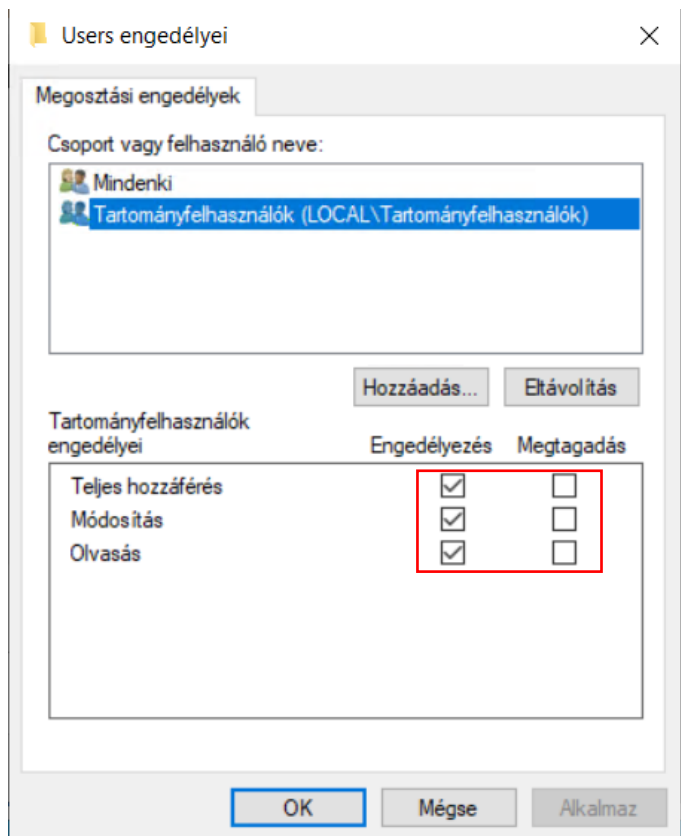 Users engedélyei
Megosztási engedélyek
Csoport vagy felhasználó neve:
Mindenki
Tartományfelhasználók (LOCAL\Tartományfelhasználók)
Hozzáadás...
Eltávolítás
Tartományfelhasználók
engedélyei
Engedélyezés
Megtagadás
Teljes hozzáférés
Módosítás
Olvasás
OK
Mégse
Alkalmaz